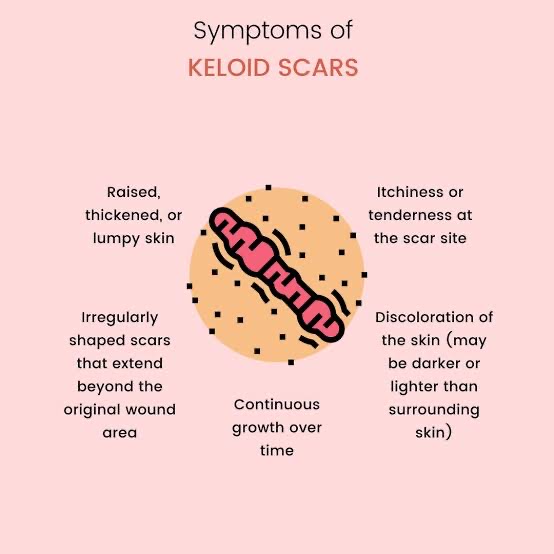 Symptoms of
KELOID SCARS
Raised,
thickened, or
lumpy skin
Itchiness or
tenderness at
the scar site
Irregularly
shaped scars
that extend
beyond the
original wound
area
Discoloration of
the skin (may
be darker or
lighter than
surrounding
skin)
Continuous
growth over
time